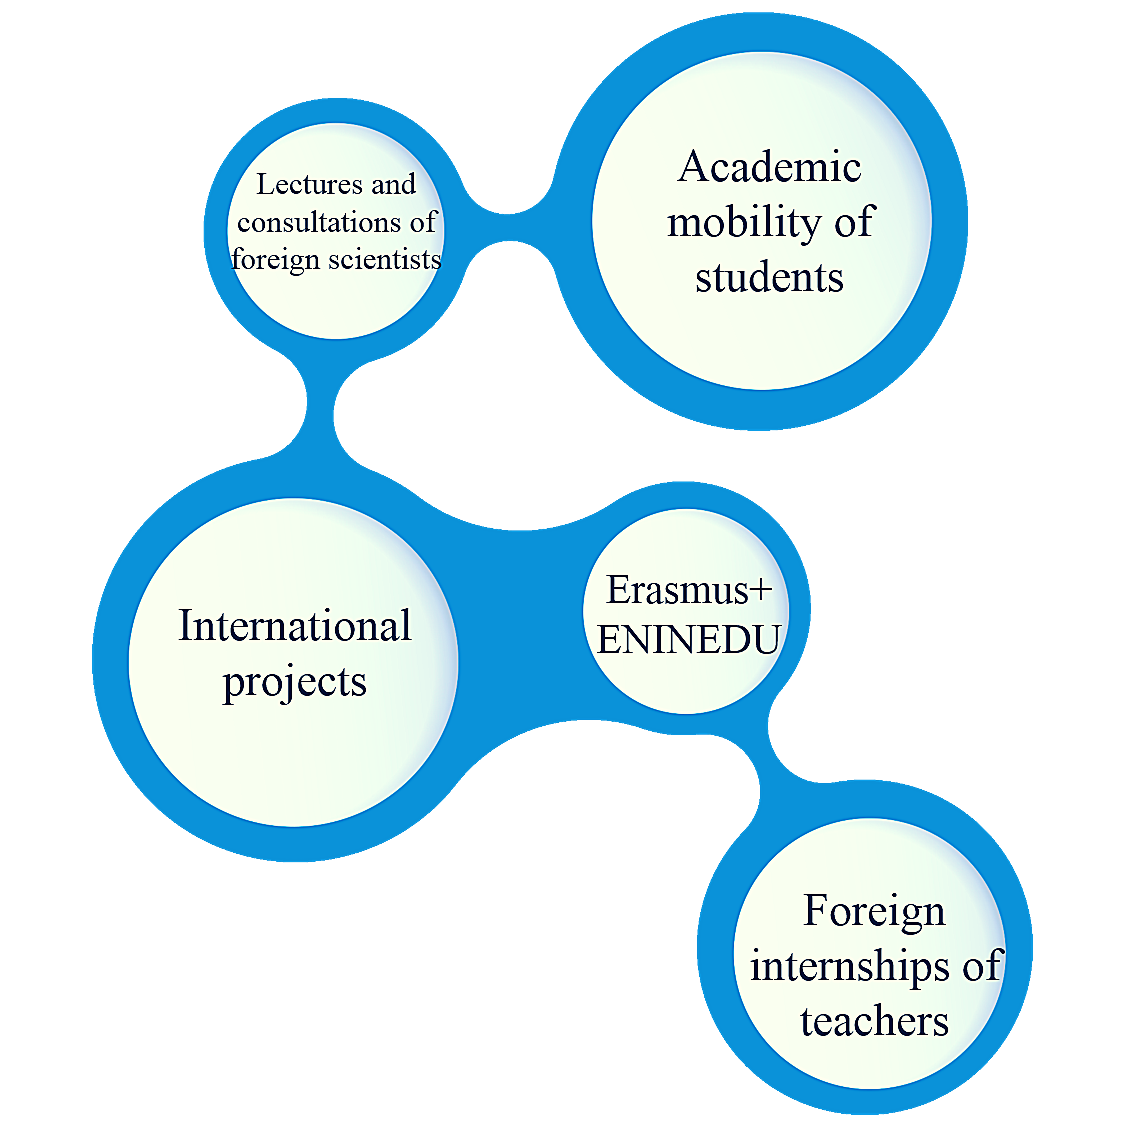 Lectures and
consultations of
foreign scientists
Academic
mobility of
students
International
projects
Erasmus+
ENINEDU
Foreign
internships of
teachers